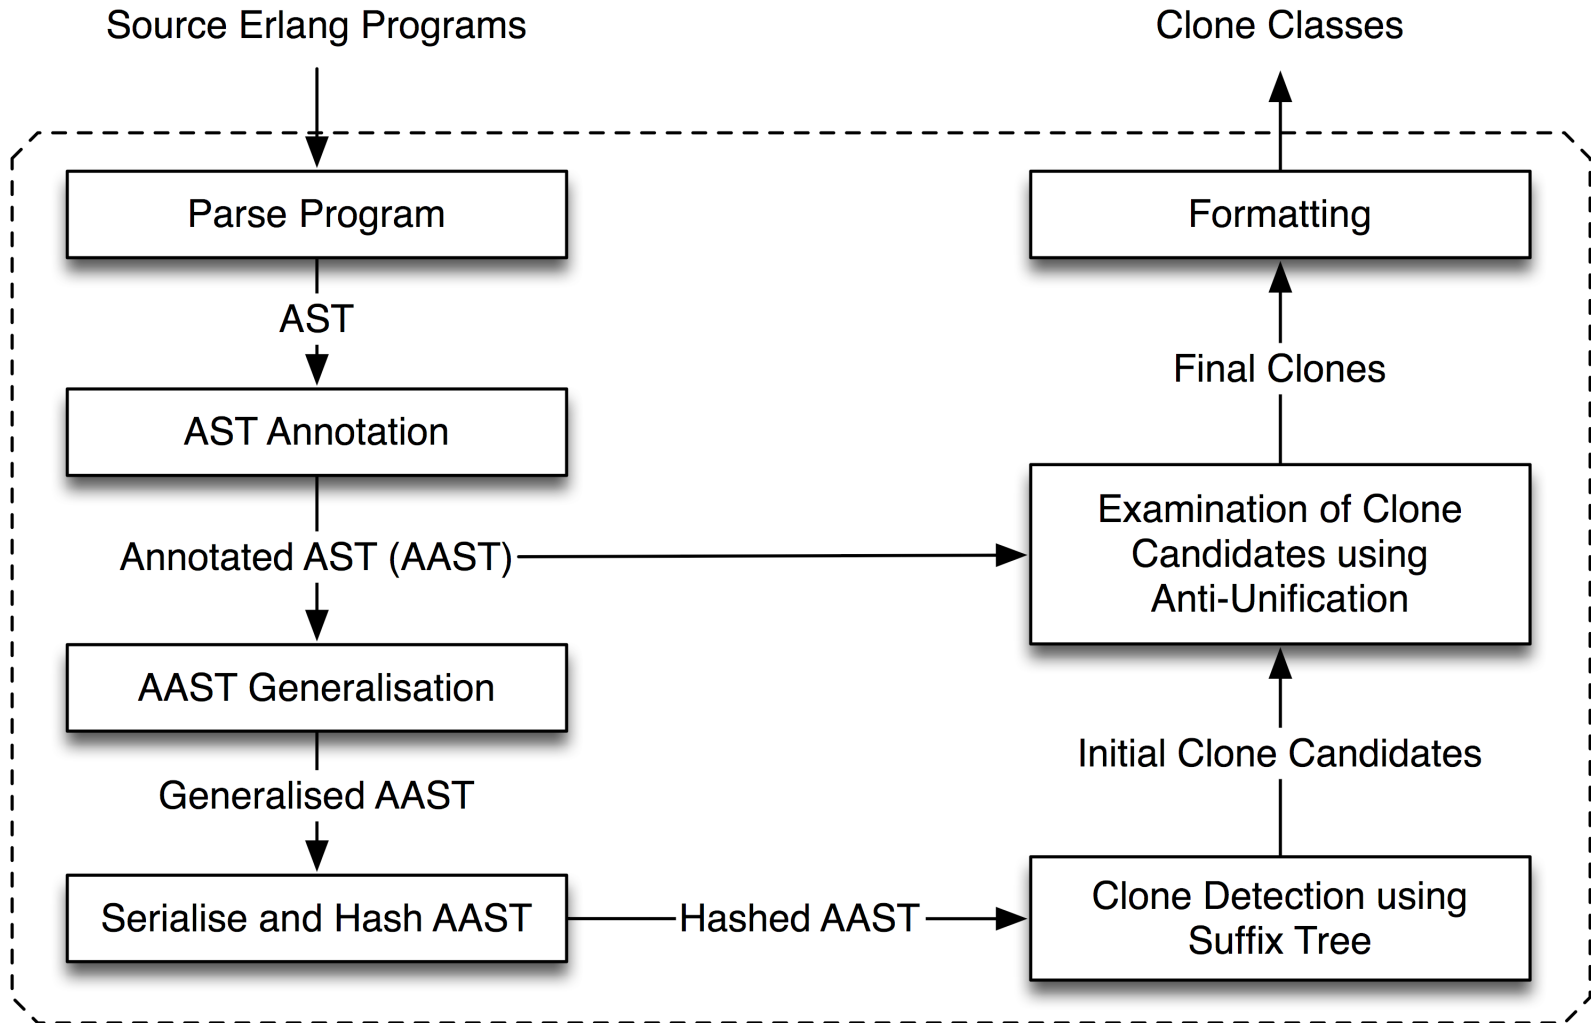 Source Erlang Programs
Clone Classes
Parse Program
Formatting
AST
Final Clones
AST Annotation
Examination of Clone
Candidates using
Anti-Unification
Annotated AST (AAST)
AAST Generalisation
Initial Clone Candidates
Generalised AAST
Serialise and Hash AAST
Hashed AAST
Clone Detection using
Suffix Tree